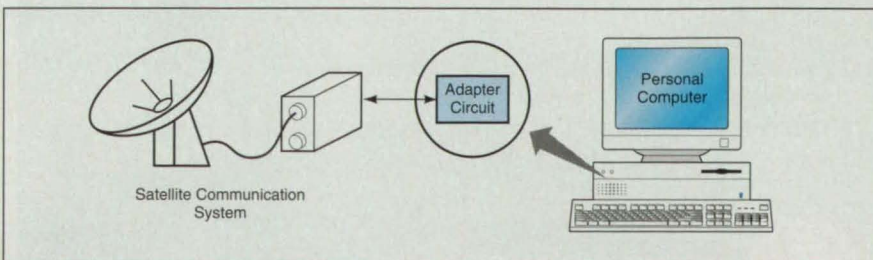 Adapter
Circuit
Personal
Computer
Satellite Communication
System